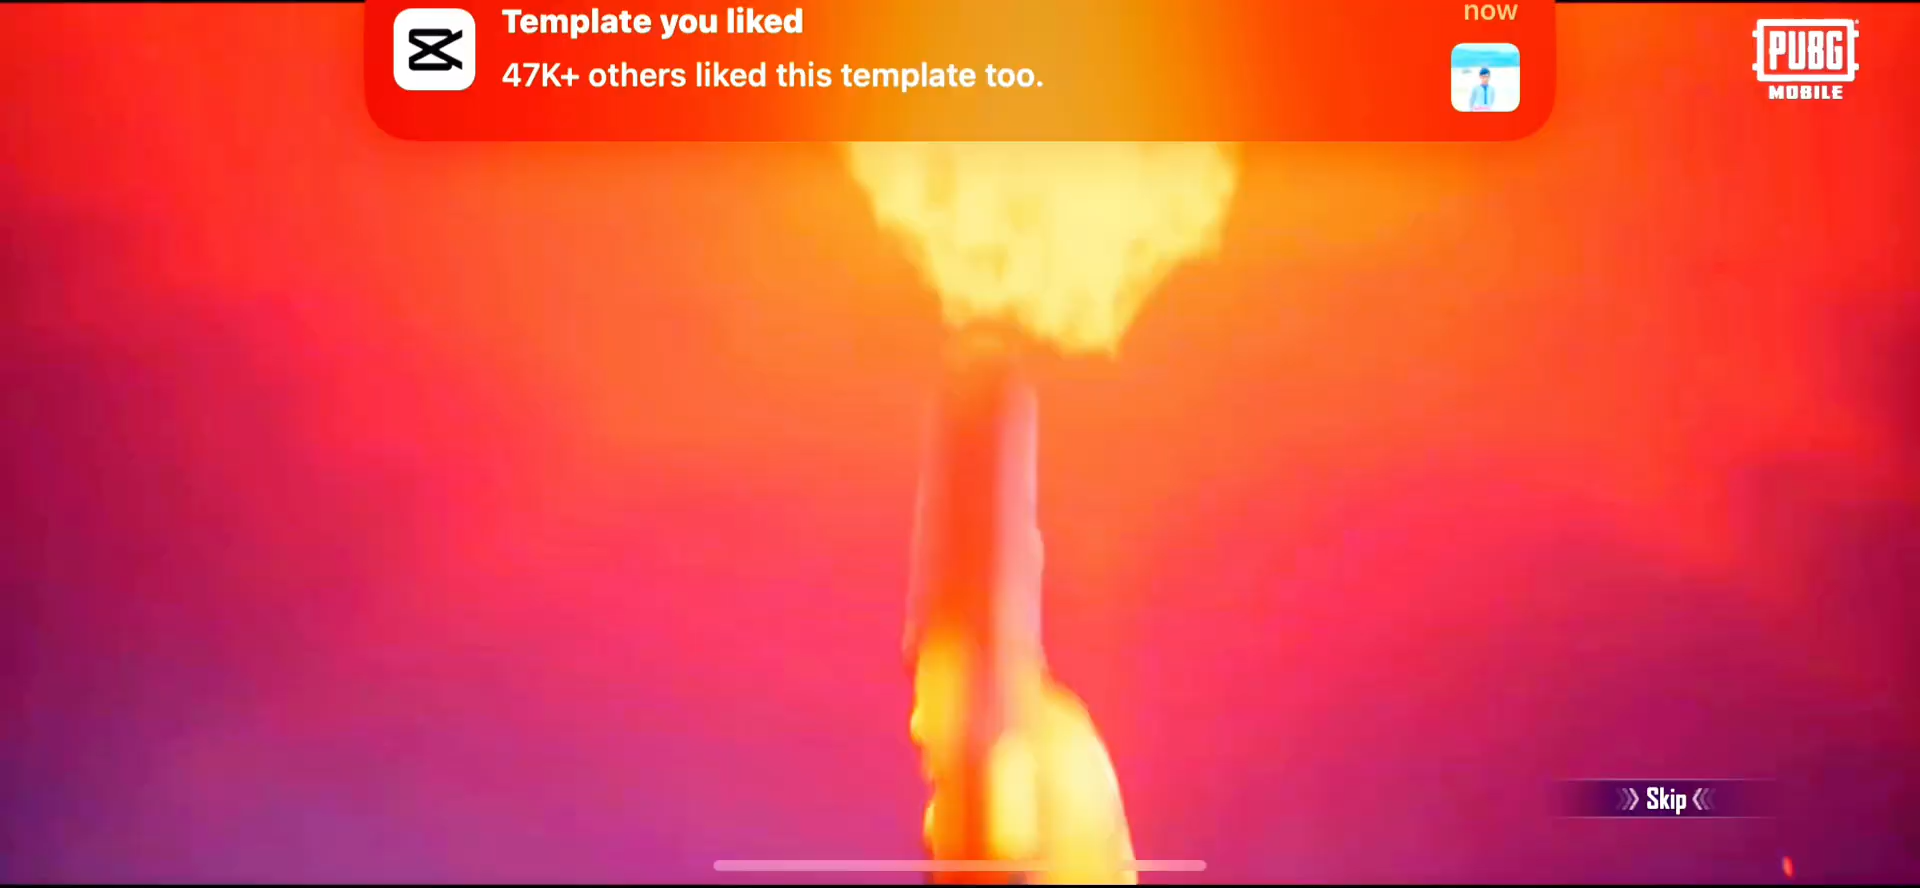 Template you liked
now
47K+ others liked this template too.
PUBG
MOBILE
Skip